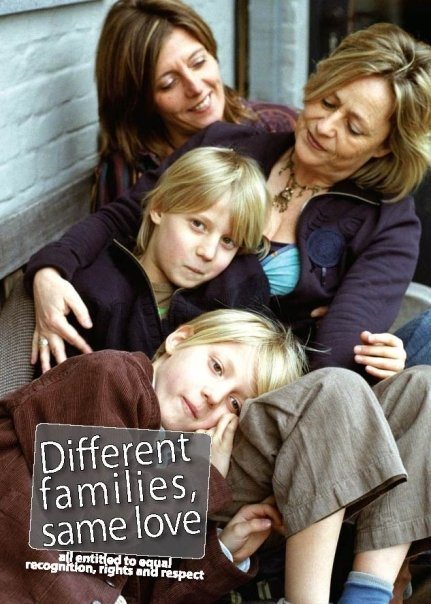 Different
families,
same love
all entitled to equal
recognition, rights and respect